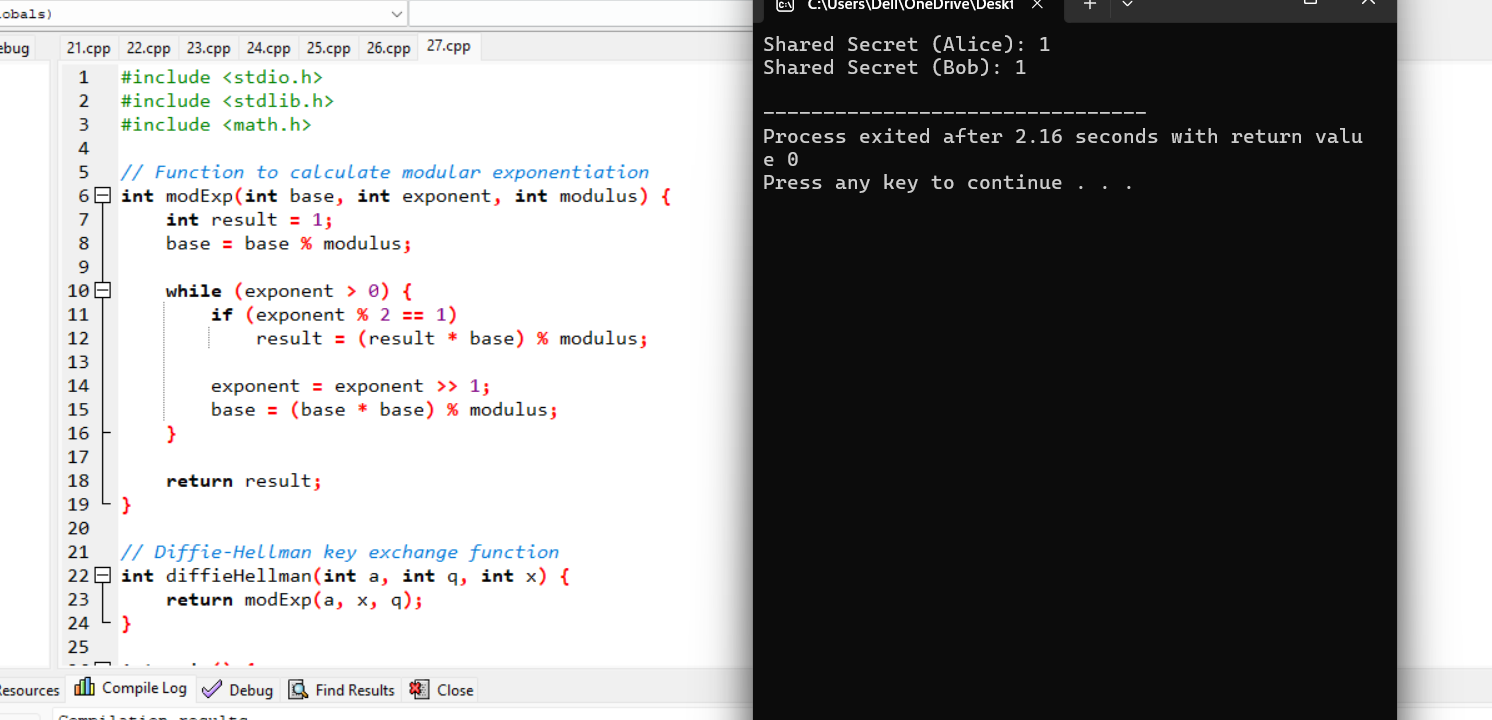 obals)
ebug 21.cpp 22.cpp 23.cpp 24.cpp 25.cpp 26.cpp 27.cpp
1 #include <stdio.h>
2 #include <stdlib.h>
3 #include <math.h>
4
5 // Function to calculate modular exponentiation
6 int modExp(int base, int exponent, int modulus) {
7 int result = 1;
8 base = base % modulus;
9
10 while (exponent > 0) {
11 if (exponent % 2 == 1)
12 result = (result * base) % modulus;
13
14 exponent = exponent >> 1;
15 base = (base * base) % modulus;
16 }
17
18 return result;
19 }
20
21 // Diffie-Hellman key exchange function
22 int diffieHellman(int a, int q, int x) {
23 return modExp(a, x, q);
24 }
25
Resources Compile Log Debug Find Results Close
Compilation results
C:\Users\Dell\OneDrive\Deskt
Shared Secret (Alice): 1
Shared Secret (Bob): 1
--------------------------------
Process exited after 2.16 seconds with return valu
e 0
Press any key to continue . . .